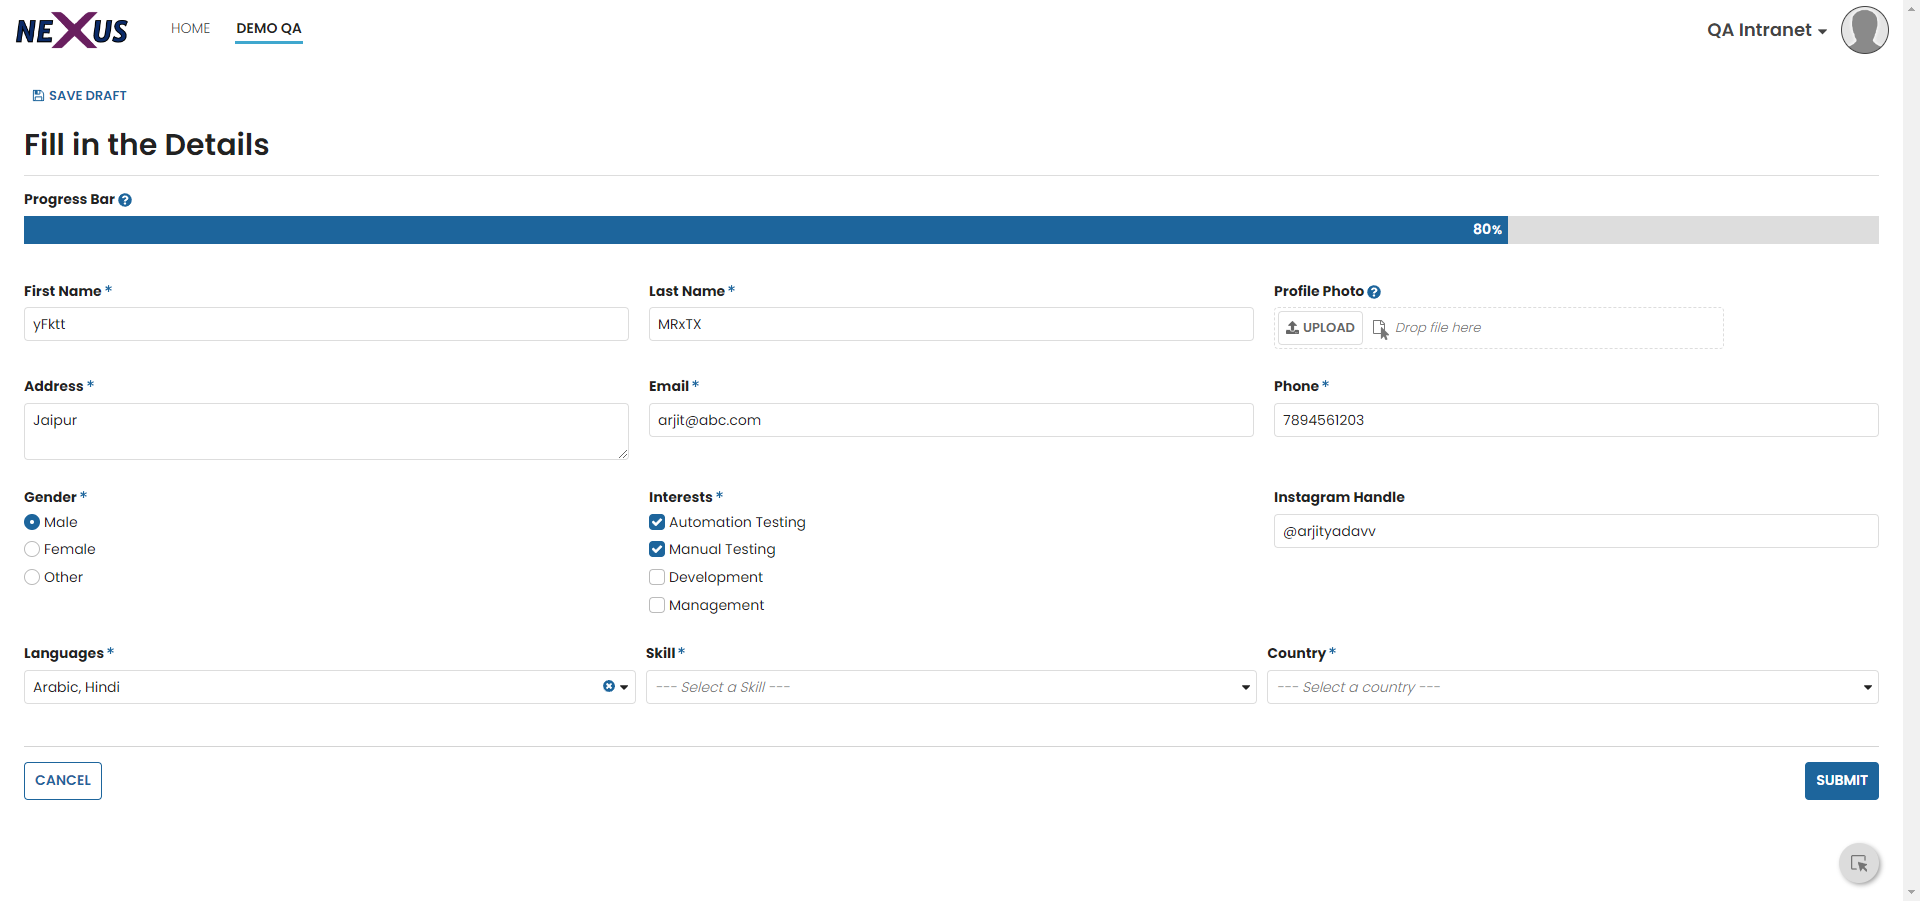 NEXUS HOME DEMO QA QA Intranet
SAVE DRAFT
Fill in the Details
Progress Bar
80%
First Name * Last Name * Profile Photo
yFktt MRxTX UPLOAD Drop file here
Address * Email * Phone *
Jaipur arjit@abc.com 7894561203
Gender * Interests * Instagram Handle
Male Automation Testing @arjityadavv
Female Manual Testing
Other Development
Management
Languages * Skill * Country *
Arabic, Hindi --- Select a Skill --- --- Select a country ---
CANCEL SUBMIT